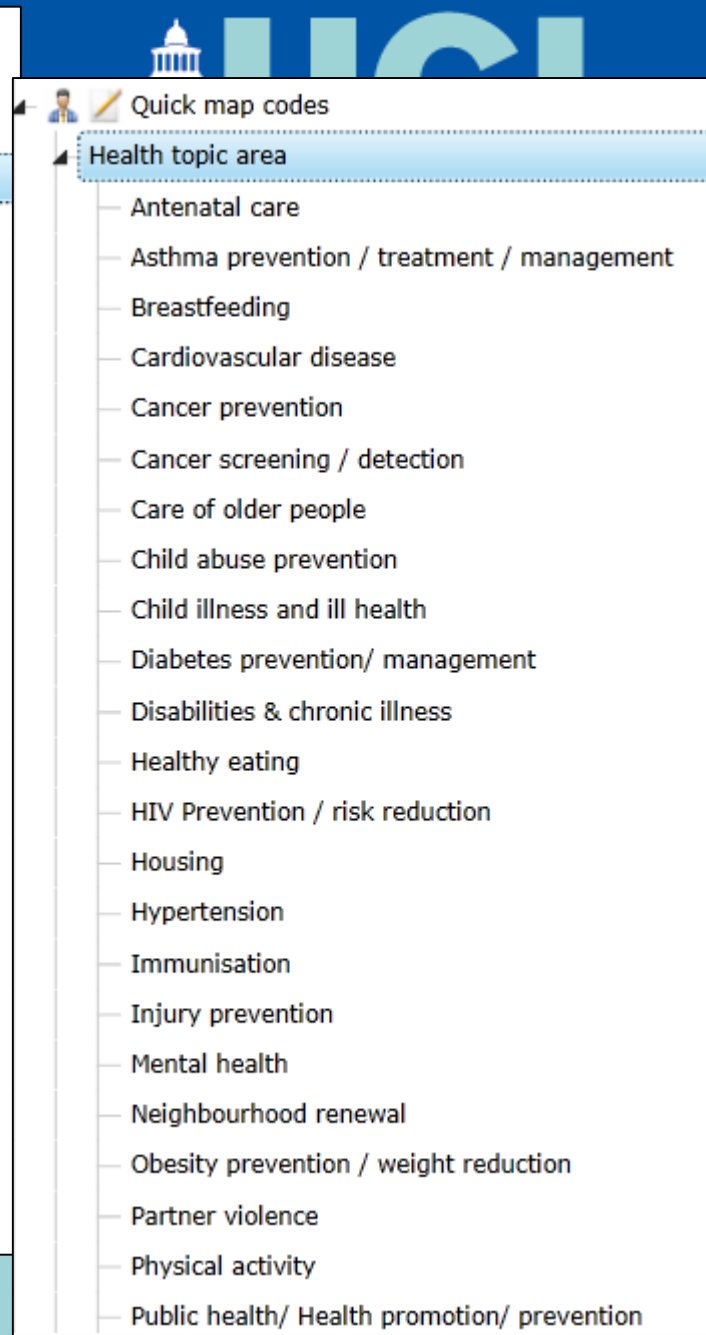 UCL
Quick map codes
Health topic area
Antenatal care
Asthma prevention / treatment / management
Breastfeeding
Cardiovascular disease
Cancer prevention
Cancer screening / detection
Care of older people
Child abuse prevention
Child illness and ill health
Diabetes prevention/ management
Disabilities & chronic illness
Healthy eating
HIV Prevention / risk reduction
Housing
Hypertension
Immunisation
Injury prevention
Mental health
Neighbourhood renewal
Obesity prevention / weight reduction
Partner violence
Physical activity
Public health/ Health promotion/ prevention